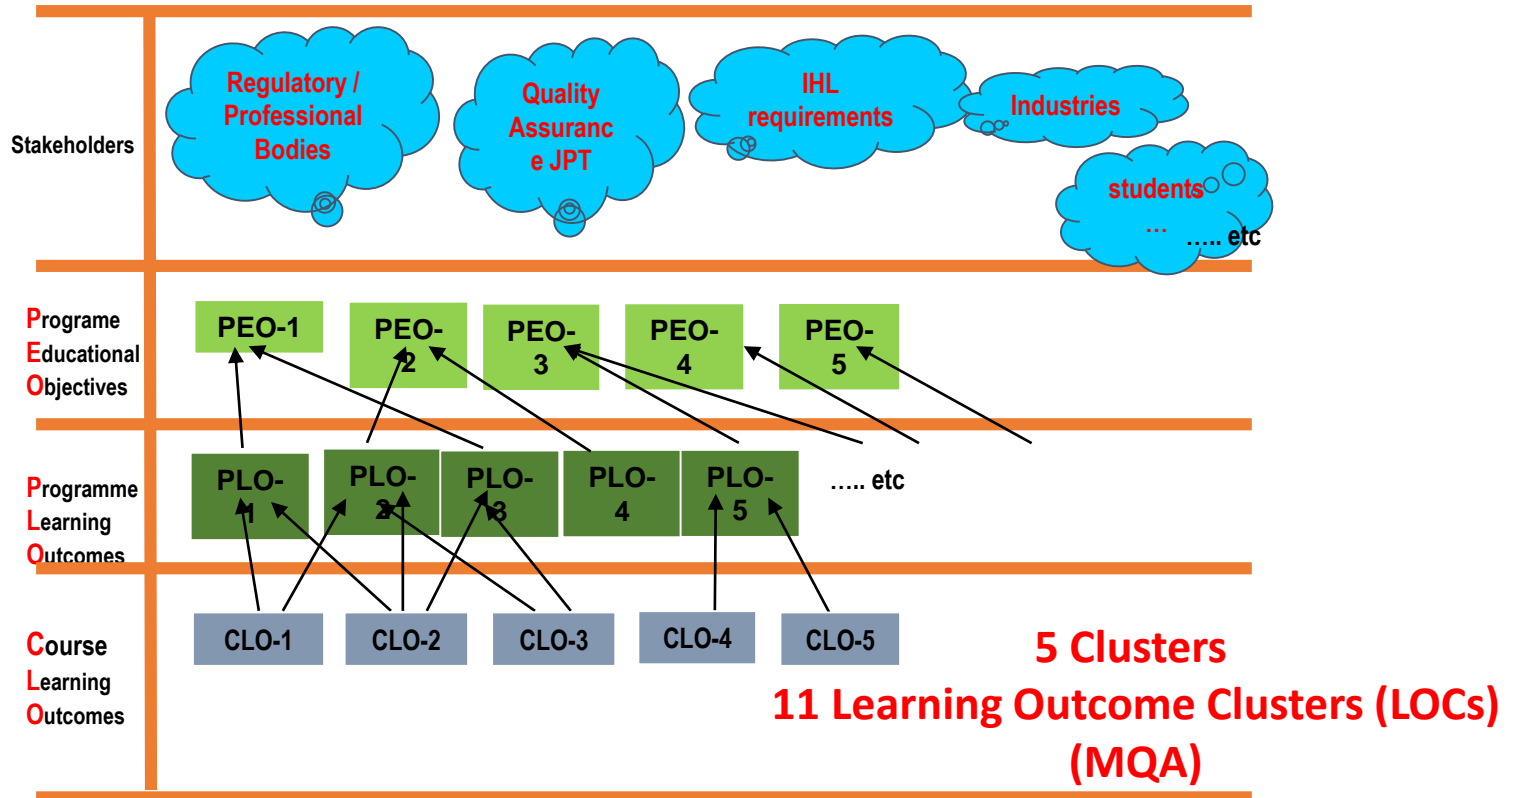 Stakeholders
Regulatory /
Professional
Bodies
Quality
Assuranc
e JPT
IHL
requirements
Industries
students
…
….. etc
Programe
Educational
Objectives
PEO-1
PEO-
2
PEO-
3
PEO-
4
PEO-
5
Programme
Learning
Outcomes
PLO-
1
PLO-
2
PLO-
3
PLO-
4
PLO-
5
….. etc
Course
Learning
Outcomes
CLO-1
CLO-2
CLO-3
CLO-4
CLO-5
5 Clusters
11 Learning Outcome Clusters (LOCs)
(MQA)